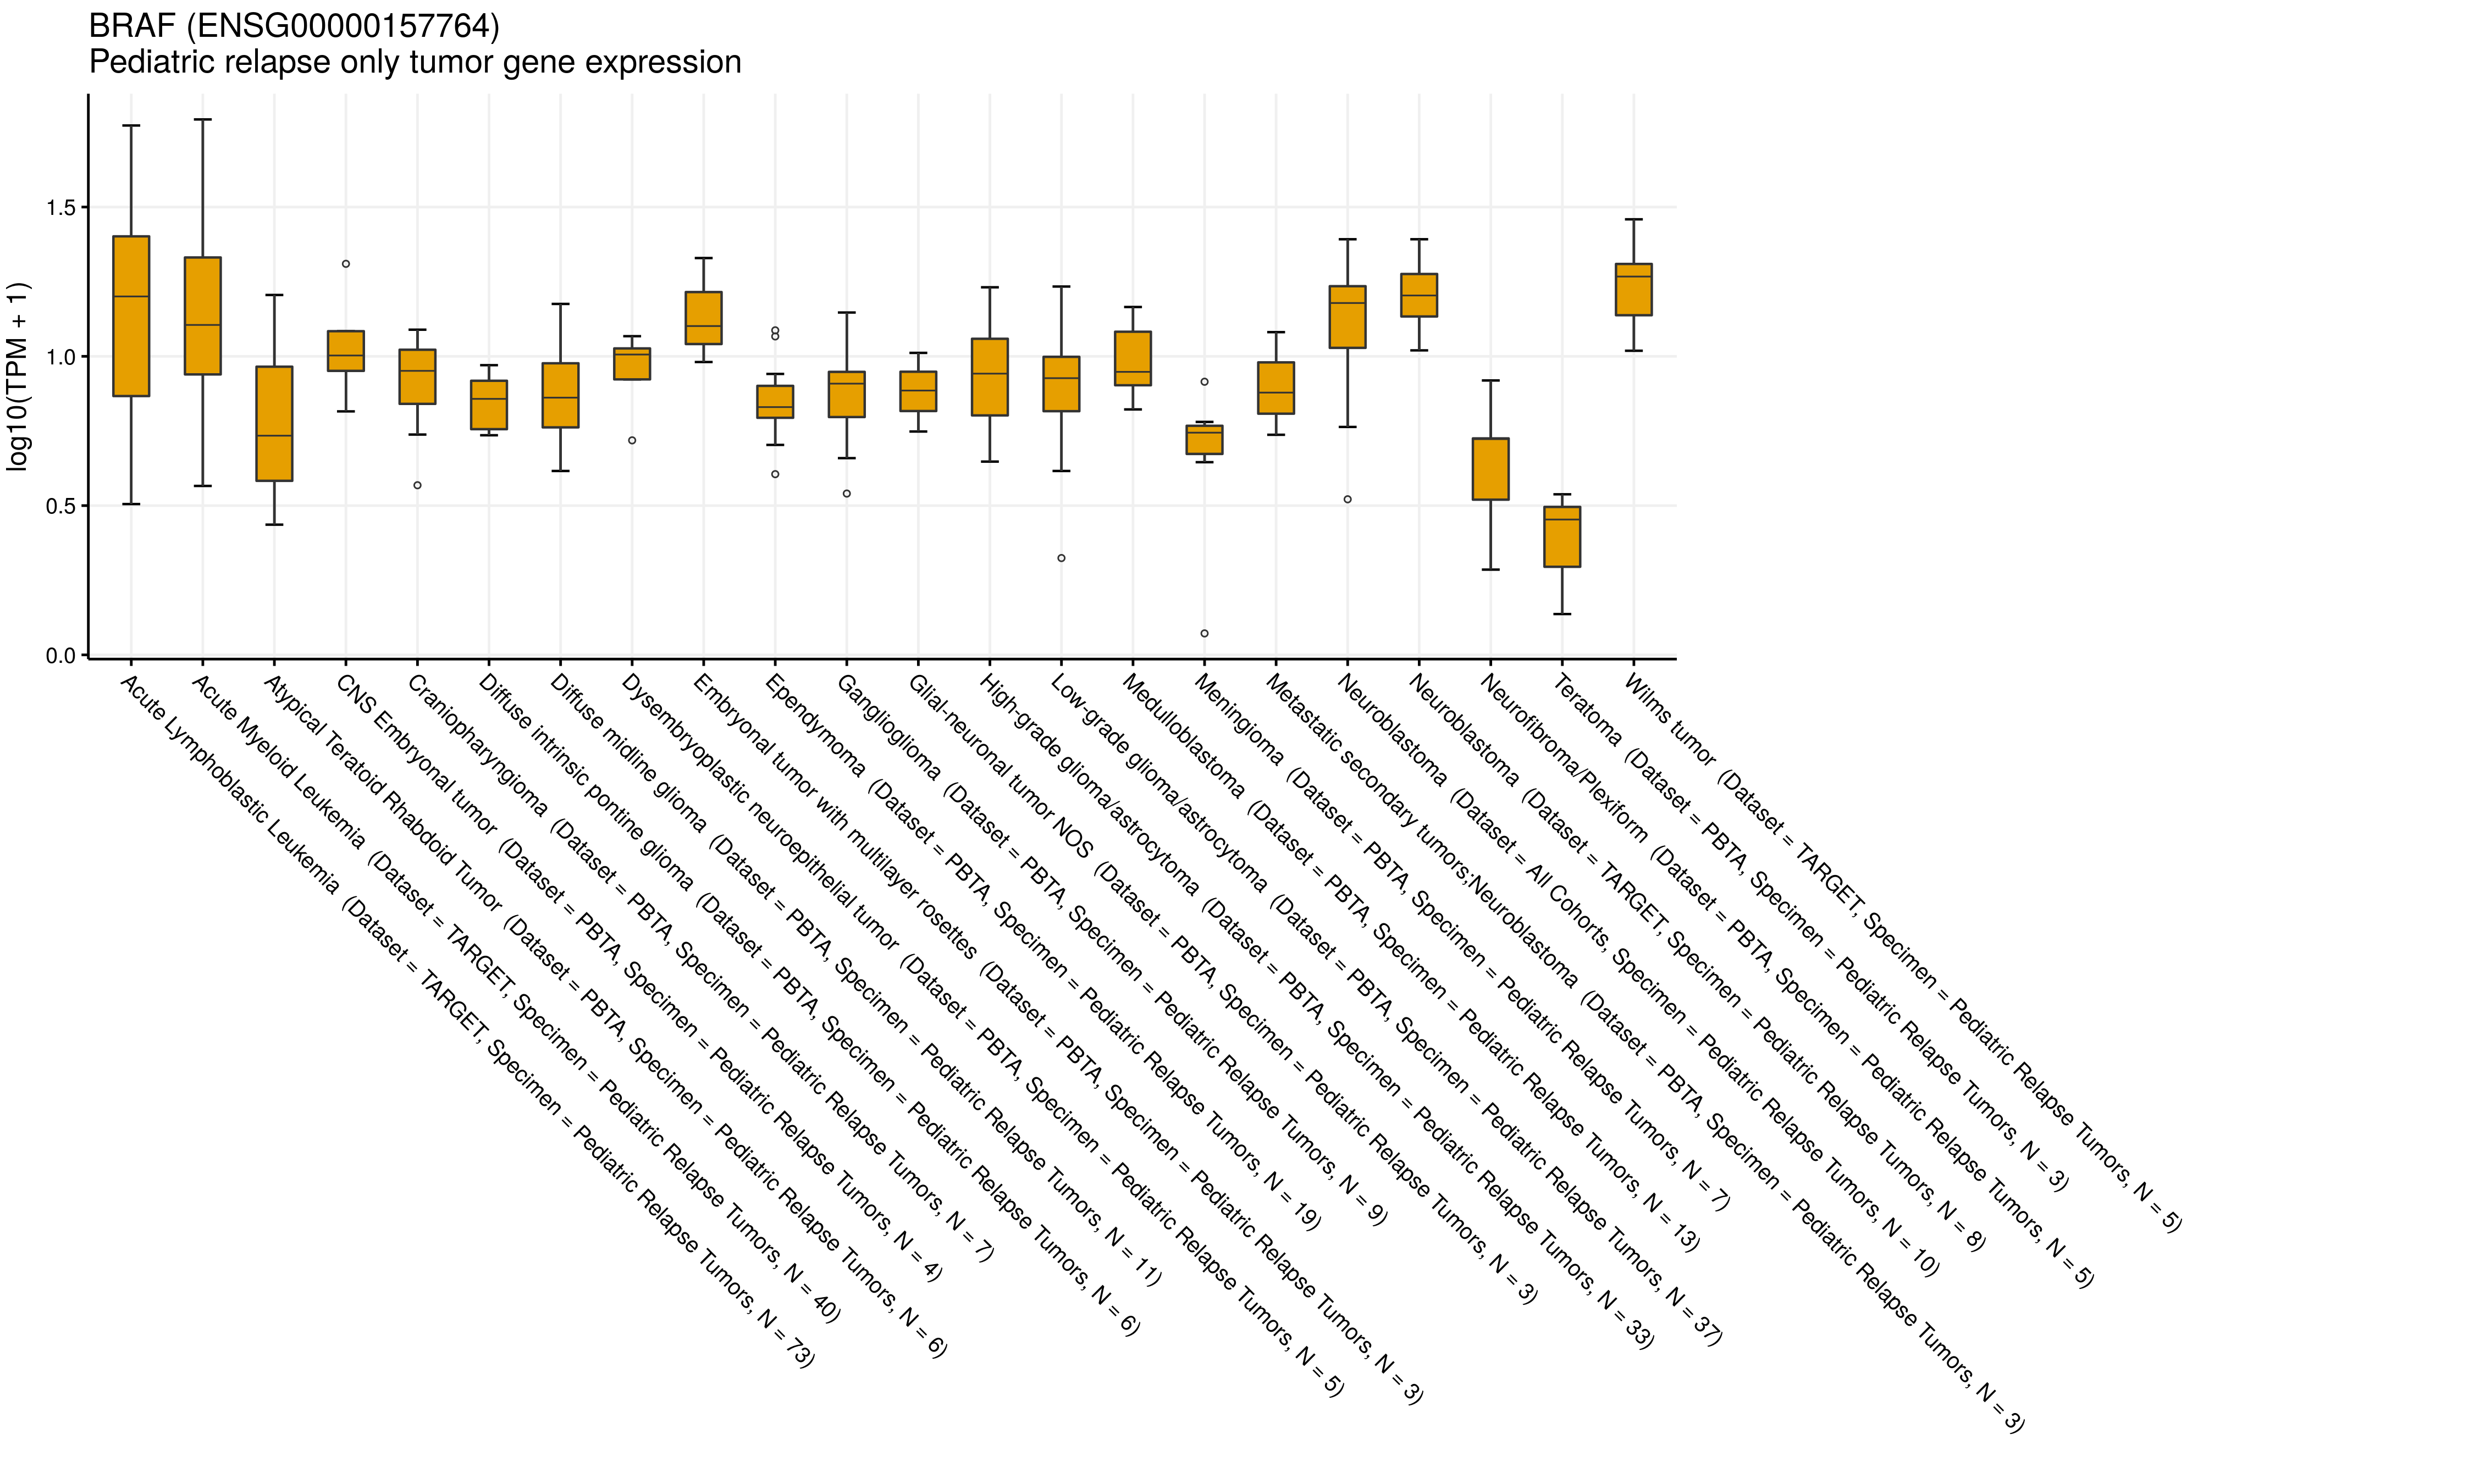 BRAF (ENSG00000157764)
Pediatric relapse only tumor gene expression
log10(TPM + 1)
1.5
1.0
0.5
0.0
Acute Lymphoblastic Leukemia (Dataset = TARGET, Specimen = Pediatric Relapse Tumors, N = 73)
Acute Myeloid Leukemia (Dataset = TARGET, Specimen = Pediatric Relapse Tumors, N = 40)
Atypical Teratoid Rhabdoid Tumor (Dataset = PBTA, Specimen = Pediatric Relapse Tumors, N = 6)
CNS Embryonal tumor (Dataset = PBTA, Specimen = Pediatric Relapse Tumors, N = 4)
Craniopharyngioma (Dataset = PBTA, Specimen = Pediatric Relapse Tumors, N = 7)
Diffuse intrinsic pontine glioma (Dataset = PBTA, Specimen = Pediatric Relapse Tumors, N = 6)
Diffuse midline glioma (Dataset = PBTA, Specimen = Pediatric Relapse Tumors, N = 11)
Dysembryoplastic neuroepithelial tumor (Dataset = PBTA, Specimen = Pediatric Relapse Tumors, N = 5)
Embryonal tumor with multilayer rosettes (Dataset = PBTA, Specimen = Pediatric Relapse Tumors, N = 3)
Ependymoma (Dataset = PBTA, Specimen = Pediatric Relapse Tumors, N = 19)
Ganglioglioma (Dataset = PBTA, Specimen = Pediatric Relapse Tumors, N = 9)
Glial-neuronal tumor NOS (Dataset = PBTA, Specimen = Pediatric Relapse Tumors, N = 3)
High-grade glioma/astrocytoma (Dataset = PBTA, Specimen = Pediatric Relapse Tumors, N = 33)
Low-grade glioma/astrocytoma (Dataset = PBTA, Specimen = Pediatric Relapse Tumors, N = 37)
Medulloblastoma (Dataset = PBTA, Specimen = Pediatric Relapse Tumors, N = 13)
Meningioma (Dataset = PBTA, Specimen = Pediatric Relapse Tumors, N = 7)
Metastatic secondary tumors;Neuroblastoma (Dataset = PBTA, Specimen = Pediatric Relapse Tumors, N = 3)
Neuroblastoma (Dataset = All Cohorts, Specimen = Pediatric Relapse Tumors, N = 10)
Neuroblastoma (Dataset = TARGET, Specimen = Pediatric Relapse Tumors, N = 8)
Neurofibroma/Plexiform (Dataset = PBTA, Specimen = Pediatric Relapse Tumors, N = 5)
Teratoma (Dataset = PBTA, Specimen = Pediatric Relapse Tumors, N = 3)
Wilms tumor (Dataset = TARGET, Specimen = Pediatric Relapse Tumors, N = 5)